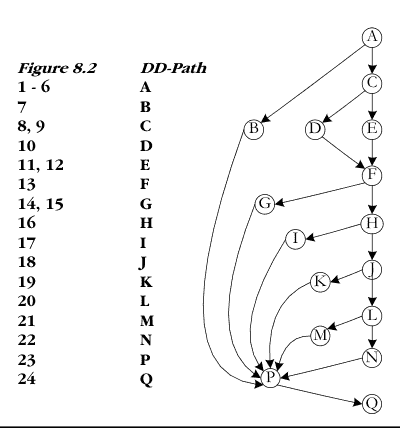 Figure 8.2 DD-Path
1 - 6 A
7 B
8, 9 C
10 D
11, 12 E
13 F
14, 15 G
16 H
17 I
18 J
19 K
20 L
21 M
22 N
23 P
24 Q
A
C
B D E
F
G
H
I
J
K
L
M
N
P
Q